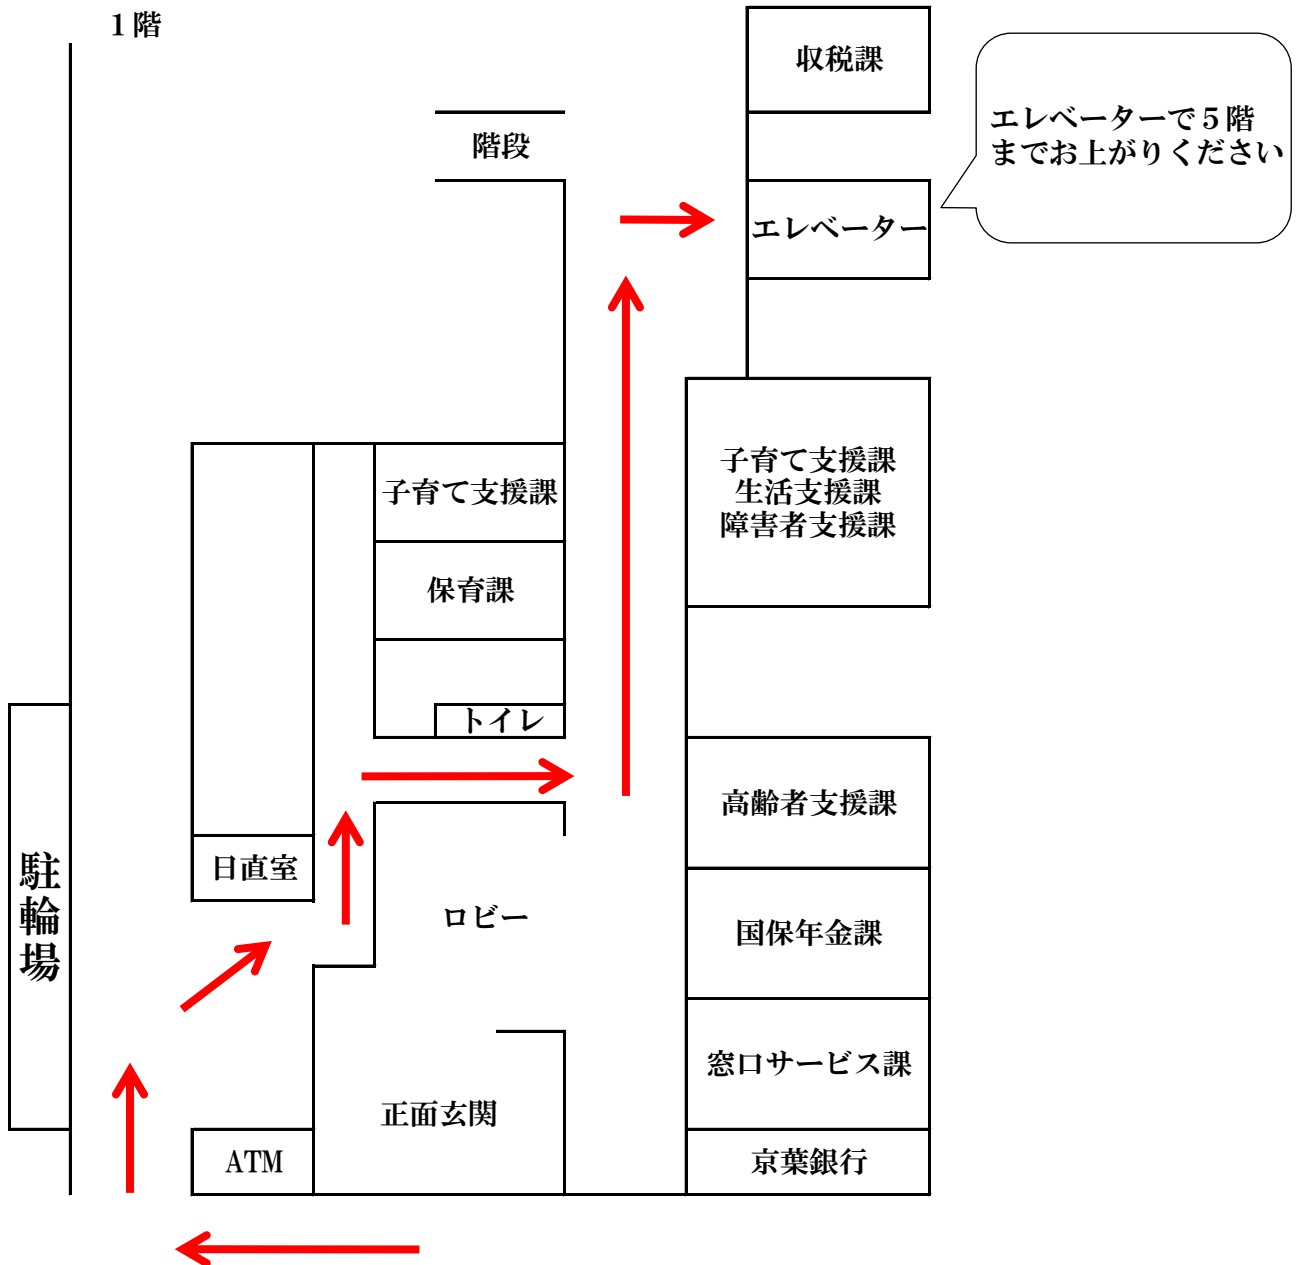 １階
収税課
エレベーターで５階
までお上がりください
階段
エレベーター
子育て支援課
生活支援課
障害者支援課
子育て支援課
保育課
トイレ
高齢者支援課
日直室
駐輪場
ロビー
国保年金課
窓口サービス課
正面玄関
ATM
京葉銀行